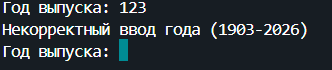 Год выпуска: 123
Некорректный ввод года (1903-2026)
Год выпуска: